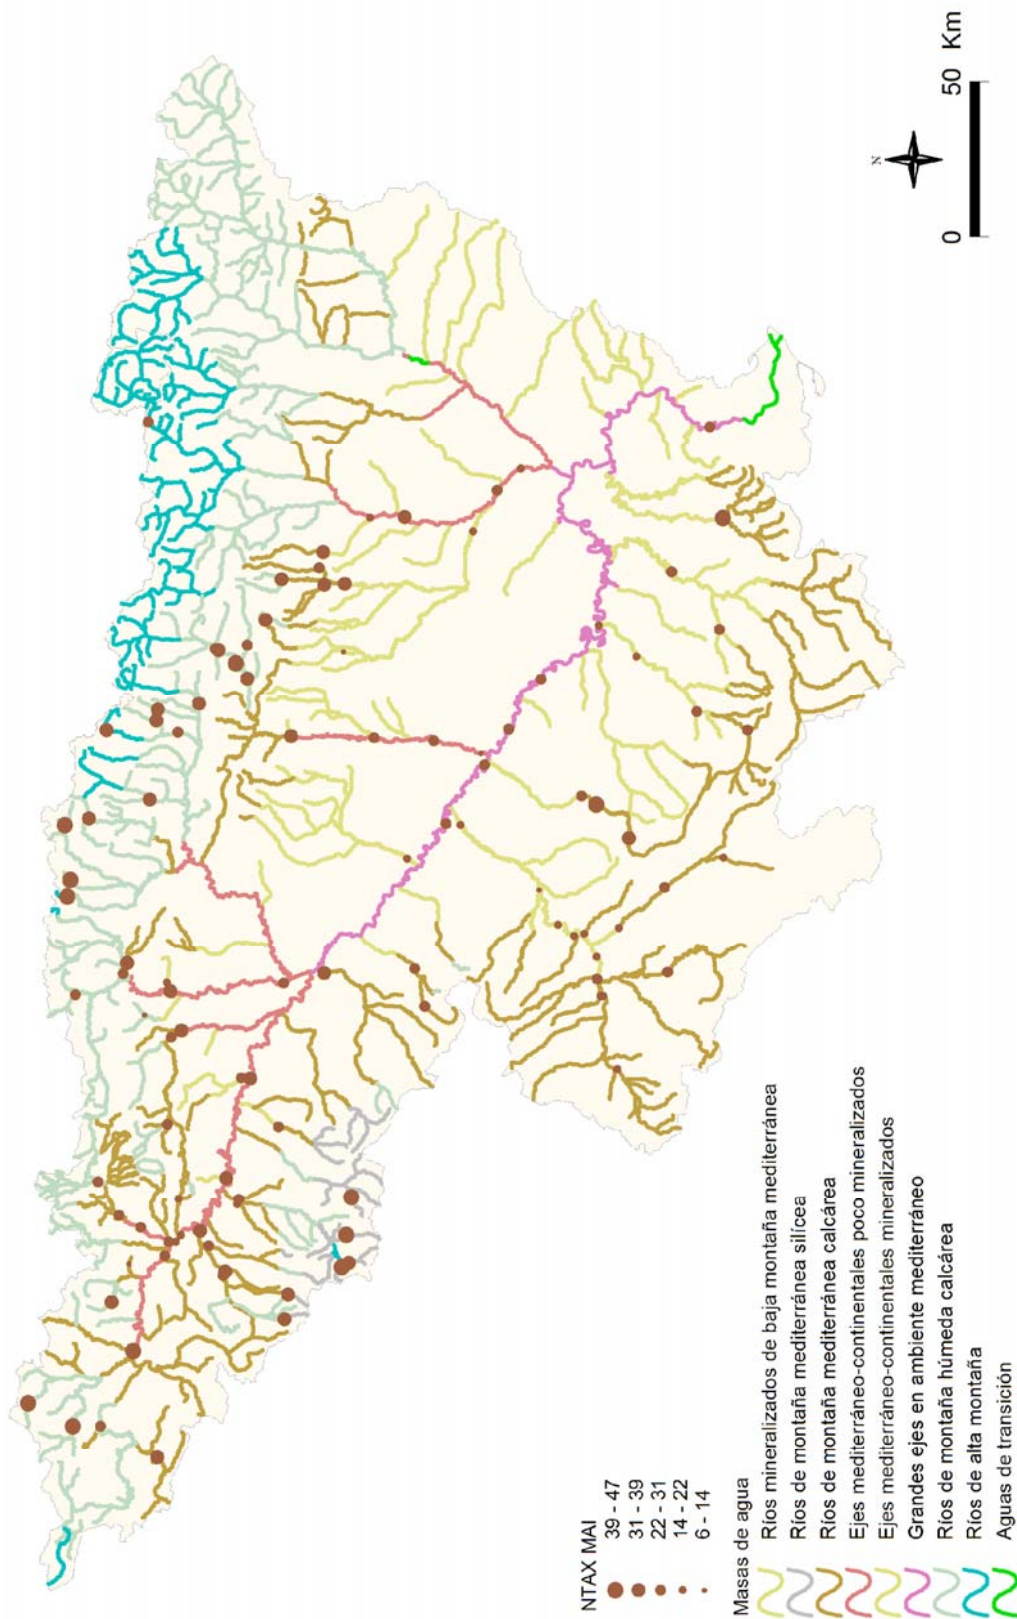 N
0 50 Km
NTAX MAI
39 - 47
31 - 39
22 - 31
14 - 22
6 - 14
Masas de agua
Ríos mineralizados de baja montaña mediterránea
Ríos de montaña mediterránea silícea
Ríos de montaña mediterránea calcárea
Ejes mediterráneo-continentales poco mineralizados
Ejes mediterráneo-continentales mineralizados
Grandes ejes en ambiente mediterráneo
Ríos de montaña húmeda calcárea
Ríos de alta montaña
Aguas de transición